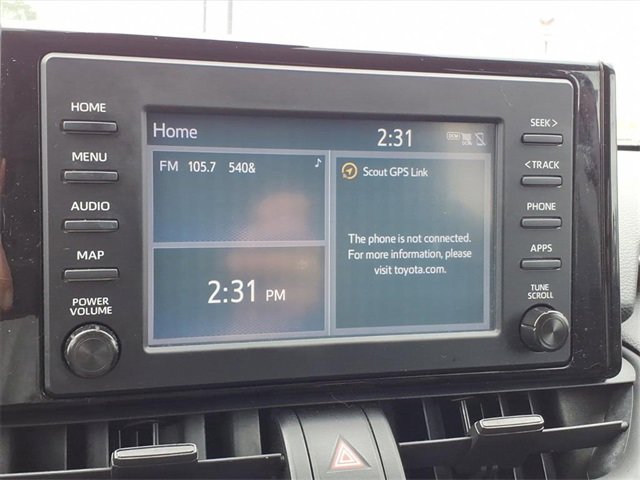 HOME
MENU
AUDIO
MAP
POWER
VOLUME
Home
2:31
DCM
FM 105.7 540&
2:31 PM
Scout GPS Link
The phone is not connected.
For more information, please
visit toyota.com.
SEEK >
< TRACK
PHONE
APPS
TUNE
SCROLL